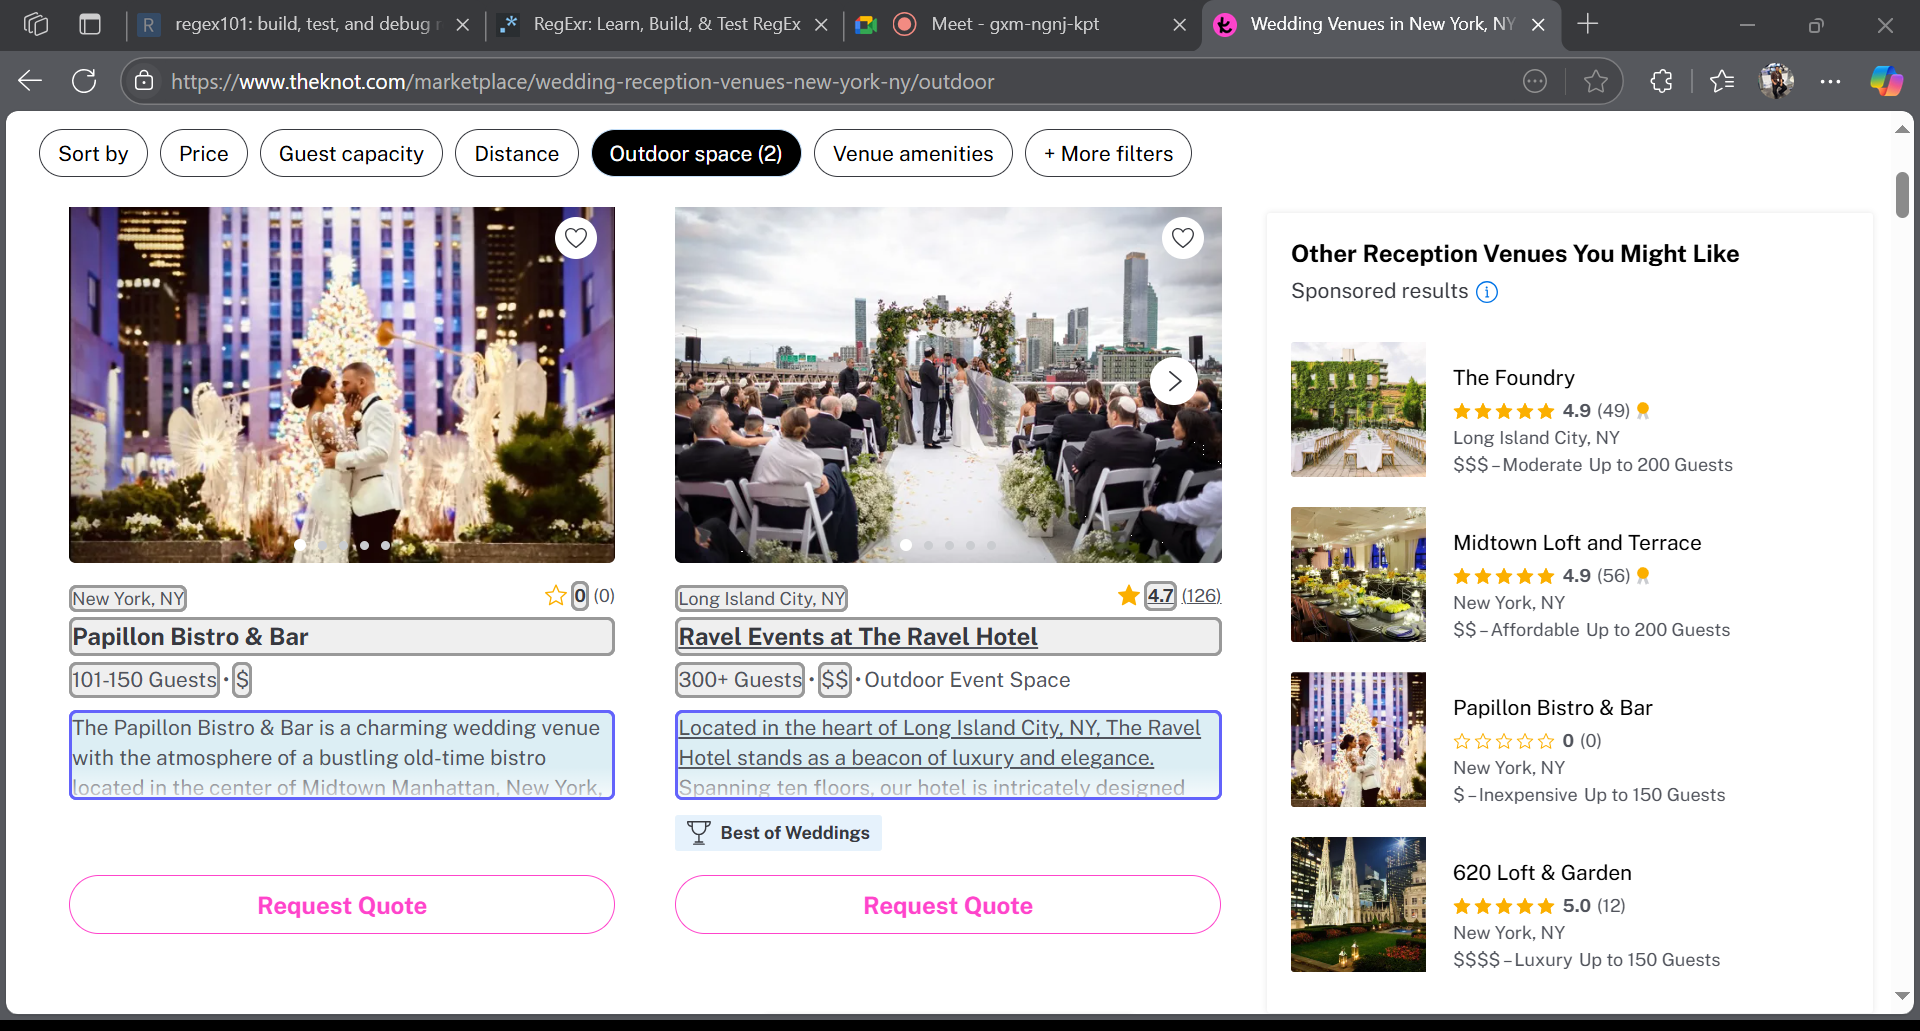 regex101: build, test, and debug r
RegExr: Learn, Build, & Test RegEx
Meet - gxm-ngnj-kpt
Wedding Venues in New York, NY
https://www.theknot.com/marketplace/wedding-reception-venues-new-york-ny/outdoor
Sort by
Price
Guest capacity
Distance
Outdoor space (2)
Venue amenities
+ More filters
New York, NY
0 (0)
Papillon Bistro & Bar
101-150 Guests • $
The Papillon Bistro & Bar is a charming wedding venue
with the atmosphere of a bustling old-time bistro
located in the center of Midtown Manhattan, New York,
Request Quote
Long Island City, NY
4.7 (126)
Ravel Events at The Ravel Hotel
300+ Guests • $$ • Outdoor Event Space
Located in the heart of Long Island City, NY, The Ravel
Hotel stands as a beacon of luxury and elegance.
Spanning ten floors, our hotel is intricately designed
Best of Weddings
Request Quote
Other Reception Venues You Might Like
Sponsored results
The Foundry
4.9 (49)
Long Island City, NY
$$$ – Moderate Up to 200 Guests
Midtown Loft and Terrace
4.9 (56)
New York, NY
$$ – Affordable Up to 200 Guests
Papillon Bistro & Bar
0 (0)
New York, NY
$ – Inexpensive Up to 150 Guests
620 Loft & Garden
5.0 (12)
New York, NY
$$$$ – Luxury Up to 150 Guests